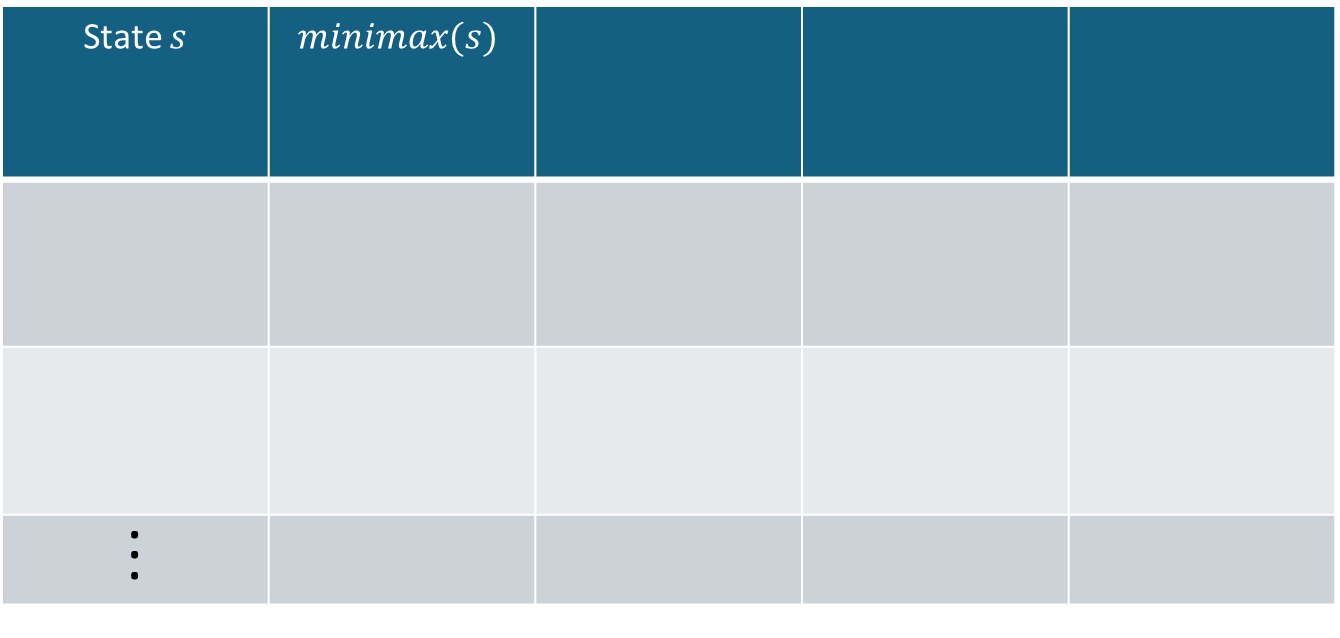 State s
minimax(s)
⋮